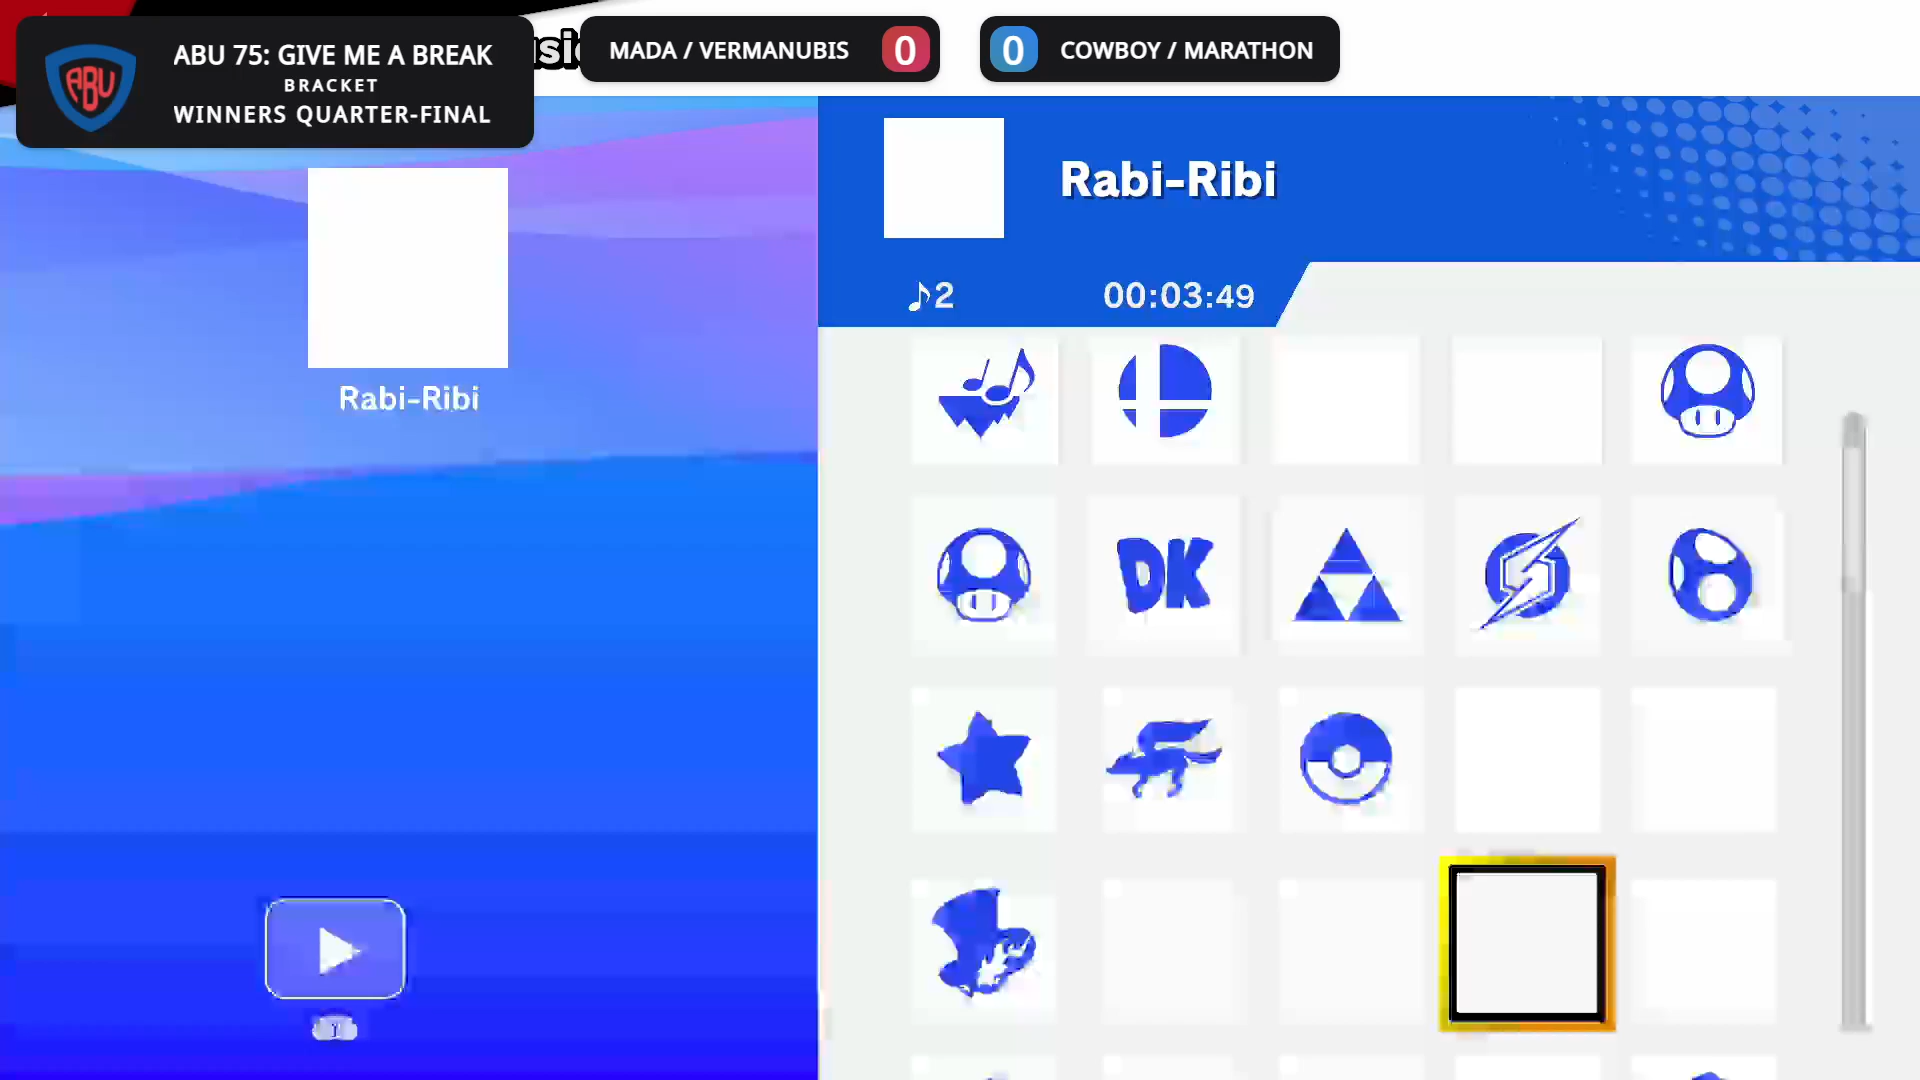 ABU
ABU 75: GIVE ME A BREAK
BRACKET
WINNERS QUARTER-FINAL
MADA / VERMANUBIS 0
0 COWBOY / MARATHON
Rabi-Ribi
Rabi-Ribi
♪2 00:03:49
DK